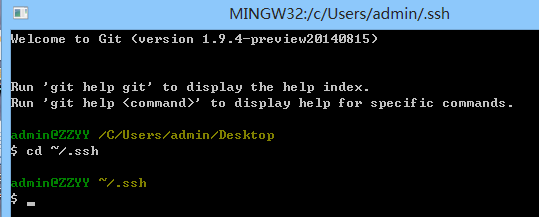 MINGW32:/c/Users/admin/.ssh
Welcome to Git (version 1.9.4-preview20140815)
Run 'git help git' to display the help index.
Run 'git help <command>' to display help for specific commands.
admin@ZZYY /C/Users/admin/Desktop
$ cd ~/.ssh
admin@ZZYY ~/.ssh
$ _